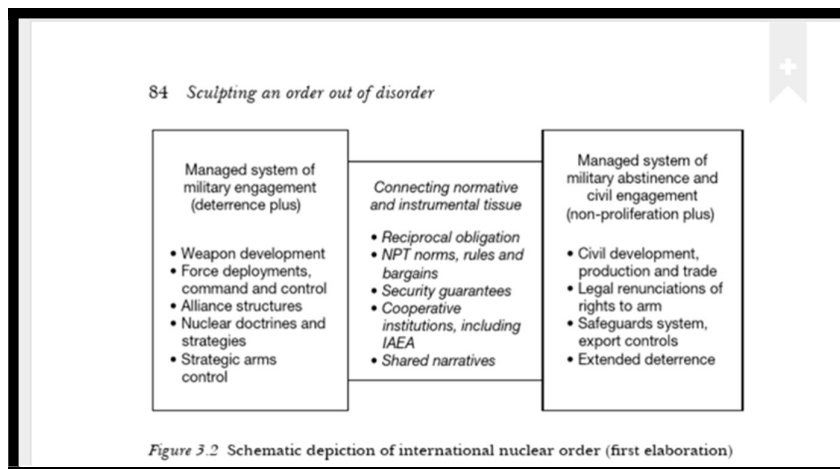 84 Sculpting an order out of disorder
Managed system of
military engagement
(deterrence plus)
• Weapon development
• Force deployments,
command and control
• Alliance structures
• Nuclear doctrines and
strategies
• Strategic arms
control
Connecting normative
and instrumental tissue
• Reciprocal obligation
• NPT norms, rules and
bargains
• Security guarantees
• Cooperative
institutions, including
IAEA
• Shared narratives
Managed system of
military abstinence and
civil engagement
(non-proliferation plus)
• Civil development,
production and trade
• Legal renunciations of
rights to arm
• Safeguards system,
export controls
• Extended deterrence
Figure 3.2 Schematic depiction of international nuclear order (first elaboration)